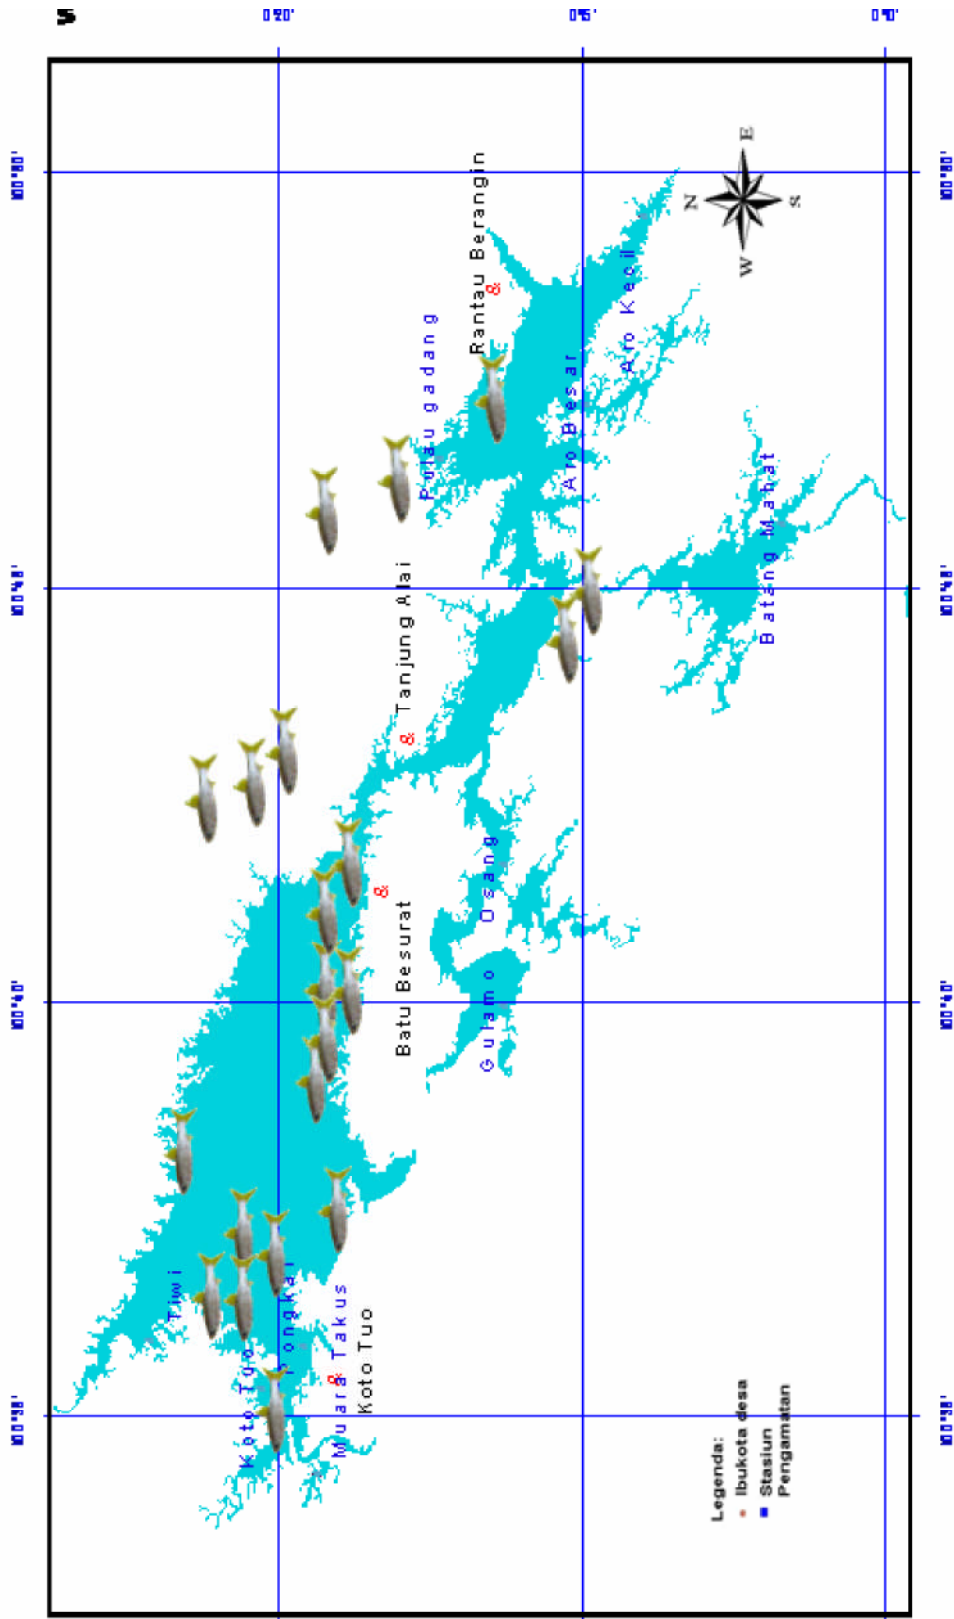 S
0°20'
0°15'
0°10'
E
N
S
W
Rantau Berangin
&
Pulau gadang
Aro Kecil
Aro Besar
Batang Mahat
Tanjung Alai
&
&
Batu Besurat
Osang
Gulamo
Tiwi
Koto Tuo
Muara Takus
&
Koto Tuo
Legenda:
Ibukota desa
Stasiun
Pengamatan